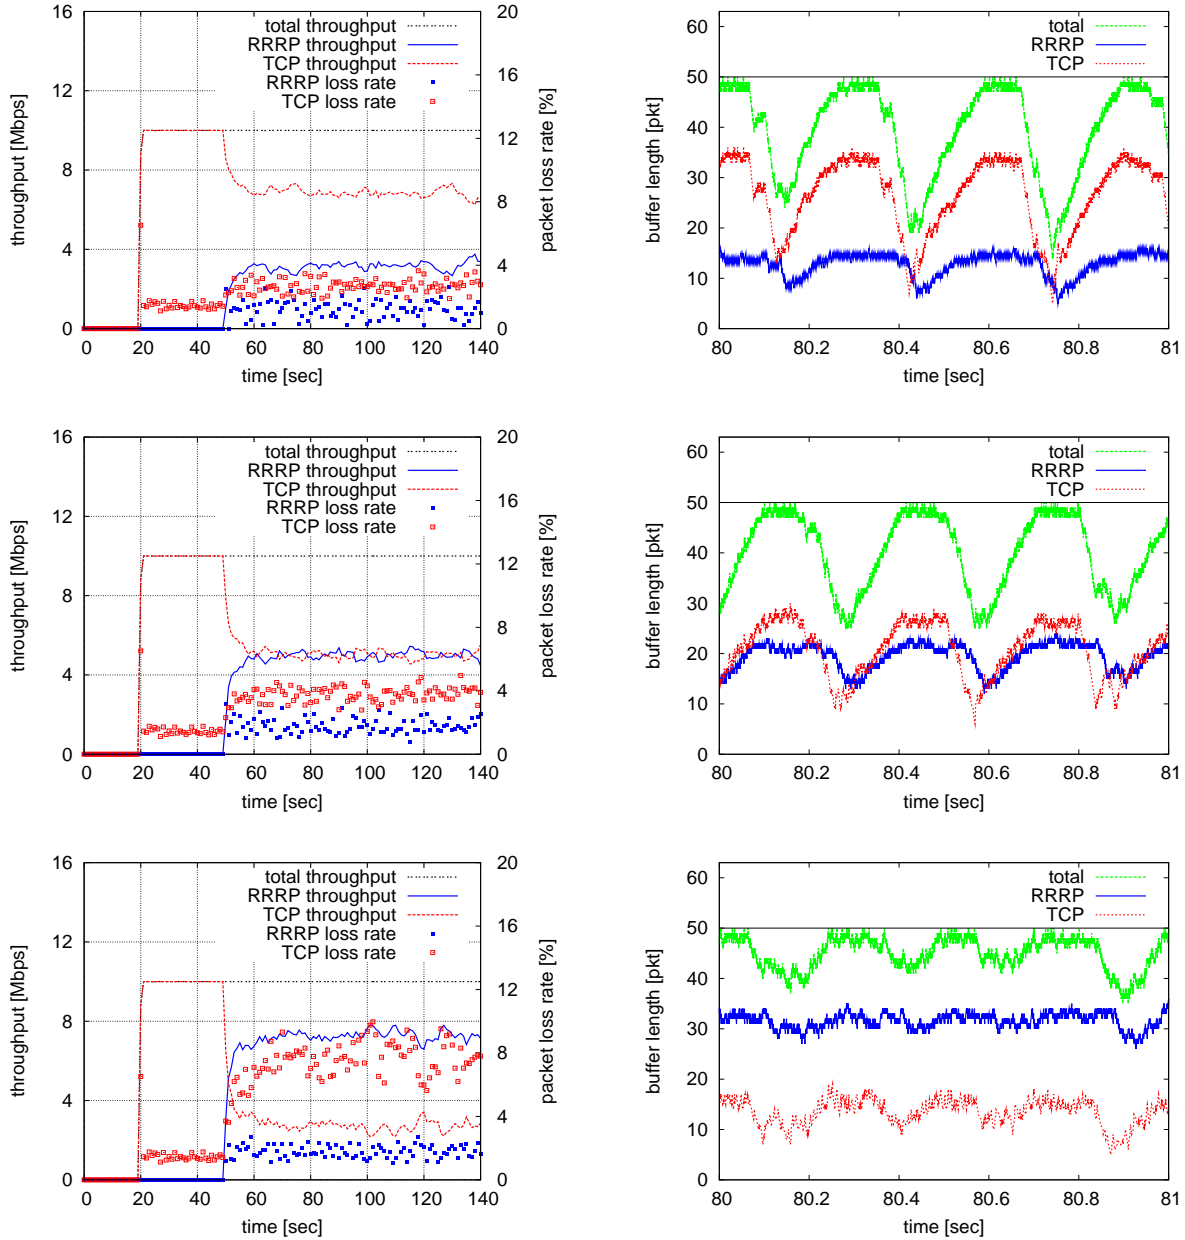 total throughput
RRRP throughput
TCP throughput
RRRP loss rate
TCP loss rate
throughput [Mbps]
packet loss rate [%]
0 4 8 12 16
0 4 8 12 16 20
0 20 40 60 80 100 120 140
time [sec]
total
RRRP
TCP
buffer length [pkt]
0 10 20 30 40 50 60
80 80.2 80.4 80.6 80.8 81
time [sec]
total throughput
RRRP throughput
TCP throughput
RRRP loss rate
TCP loss rate
throughput [Mbps]
packet loss rate [%]
0 4 8 12 16
0 4 8 12 16 20
0 20 40 60 80 100 120 140
time [sec]
total
RRRP
TCP
buffer length [pkt]
0 10 20 30 40 50 60
80 80.2 80.4 80.6 80.8 81
time [sec]
total throughput
RRRP throughput
TCP throughput
RRRP loss rate
TCP loss rate
throughput [Mbps]
packet loss rate [%]
0 4 8 12 16
0 4 8 12 16 20
0 20 40 60 80 100 120 140
time [sec]
total
RRRP
TCP
buffer length [pkt]
0 10 20 30 40 50 60
80 80.2 80.4 80.6 80.8 81
time [sec]